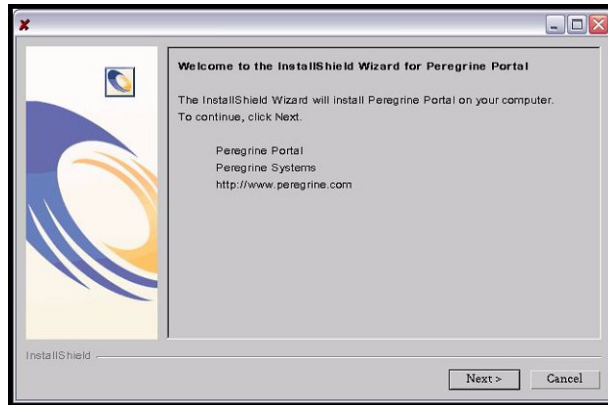 Welcome to the InstallShield Wizard for Peregrine Portal
The InstallShield Wizard will install Peregrine Portal on your computer.
To continue, click Next.
Peregrine Portal
Peregrine Systems
http://www.peregrine.com
InstallShield
Next >
Cancel